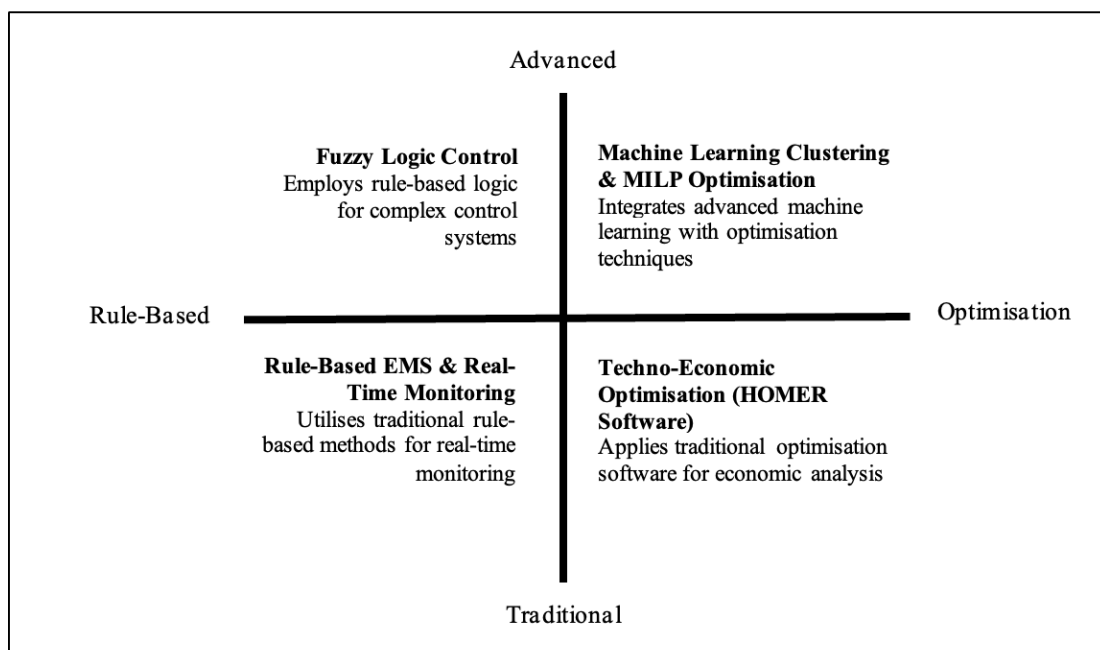 Advanced
Fuzzy Logic Control
Employs rule-based logic
for complex control
systems
Machine Learning Clustering
& MILP Optimisation
Integrates advanced machine
learning with optimisation
techniques
Rule-Based
Optimisation
Rule-Based EMS & Real-
Time Monitoring
Utilises traditional rule-
based methods for real-time
monitoring
Techno-Economic
Optimisation (HOMER
Software)
Applies traditional optimisation
software for economic analysis
Traditional